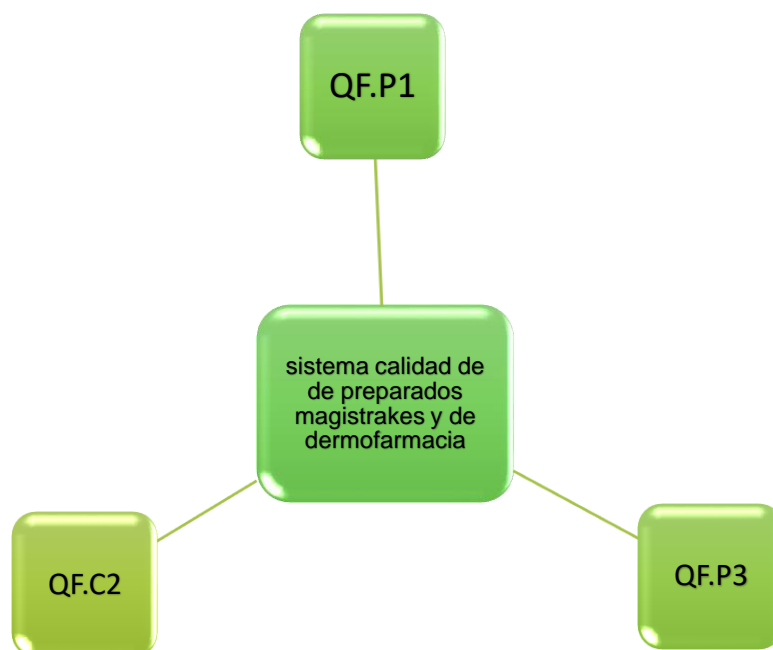 QF.P1
sistema calidad de
de preparados
magistrakes y de
dermofarmacia
QF.C2
QF.P3